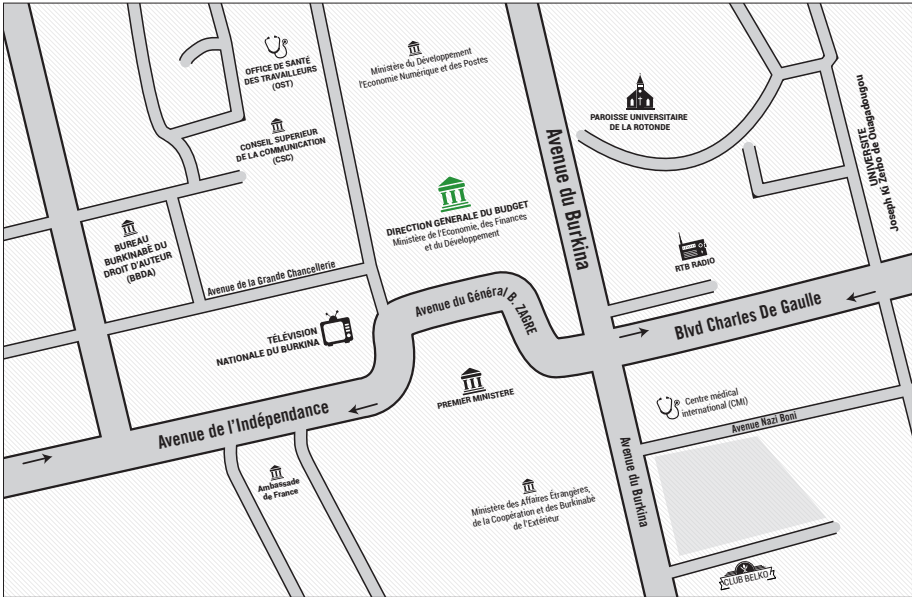 OFFICE DE SANTÉ
DES TRAVAILLEURS
(OST)
Ministère du Développement
l'Economie Numérique et des Postes
PAROISSE UNIVERSITAIRE
DE LA ROTONDE
UNIVERSITE
Joseph Ki Zerbo de Ouagadougou
CONSEIL SUPERIEUR
DE LA COMMUNICATION
(CSC)
Avenue du Burkina
DIRECTION GENERALE DU BUDGET
Ministère de l'Economie, des Finances
et du Développement
BUREAU
BURKINABÈ DU
DROIT D'AUTEUR
(BBDA)
RTB RADIO
Avenue de la Grande Chancellerie
Avenue du Général B. ZAGRE
Blvd Charles De Gaulle
TÉLÉVISION
NATIONALE DU BURKINA
PREMIER MINISTERE
Centre médical
international (CMI)
Avenue de l'Indépendance
Avenue Nazi Boni
Avenue du Burkina
Ambassade
de France
Ministère des Affaires Étrangères,
de la Coopération et des Burkinabè
de l'Extérieur
CLUB BELKO